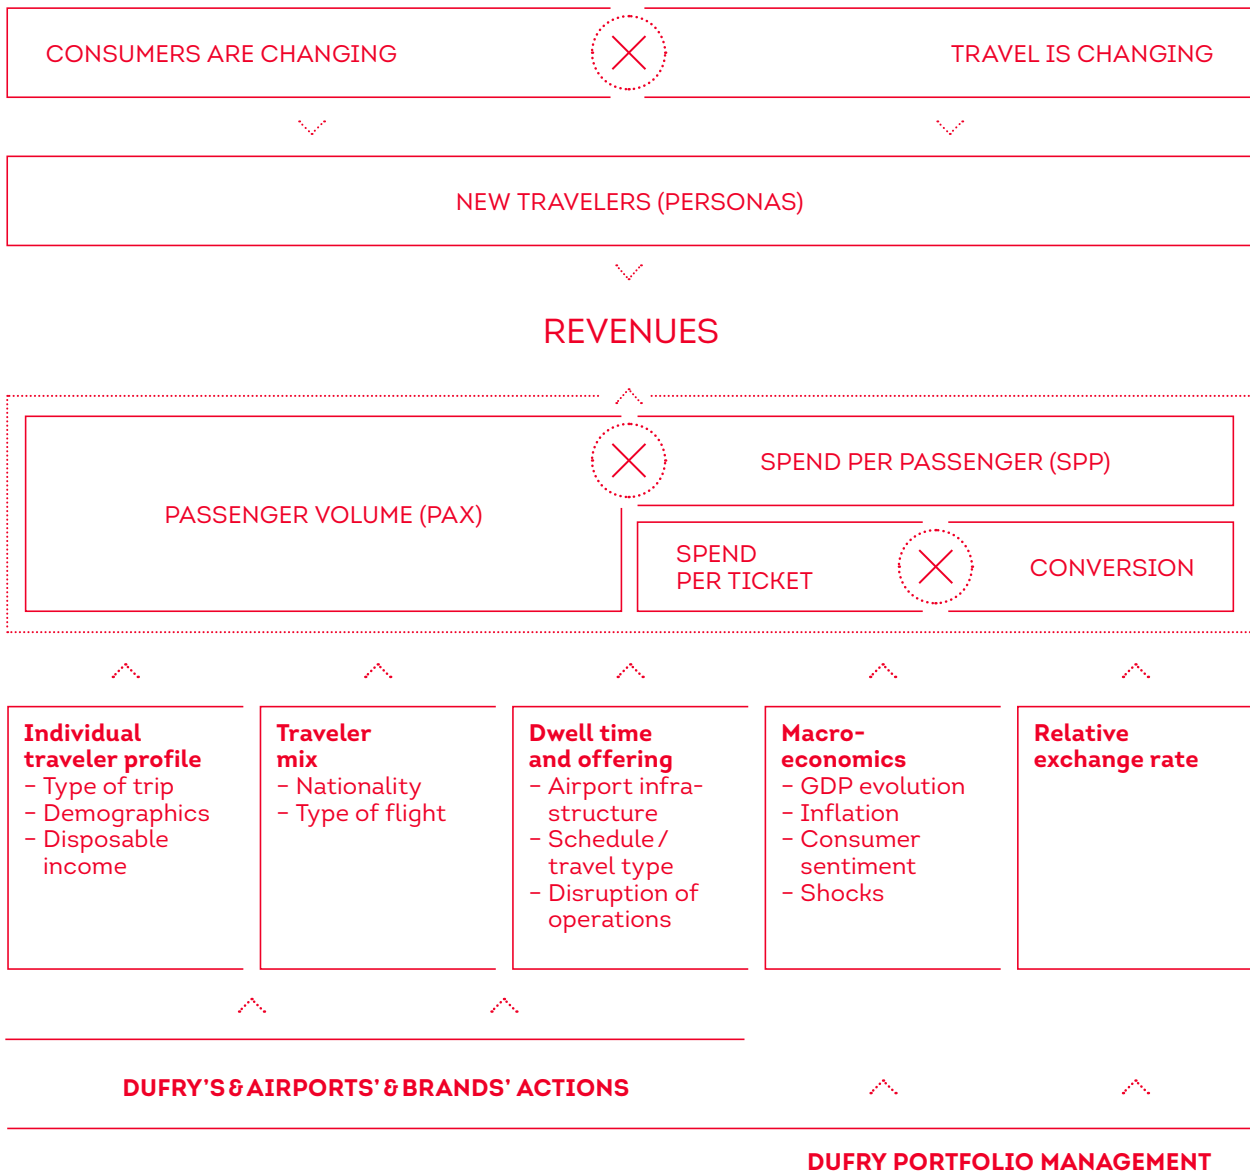 CONSUMERS ARE CHANGING
TRAVEL IS CHANGING
NEW TRAVELERS (PERSONAS)
REVENUES
PASSENGER VOLUME (PAX)
SPEND PER PASSENGER (SPP)
SPEND
PER TICKET
CONVERSION
Individual
traveler profile
– Type of trip
– Demographics
– Disposable
income
Traveler
mix
– Nationality
– Type of flight
Dwell time
and offering
– Airport infra-
structure
– Schedule /
travel type
– Disruption of
operations
Macro-
economics
– GDP evolution
– Inflation
– Consumer
sentiment
– Shocks
Relative
exchange rate
DUFRY'S & AIRPORTS' & BRANDS' ACTIONS
DUFRY PORTFOLIO MANAGEMENT